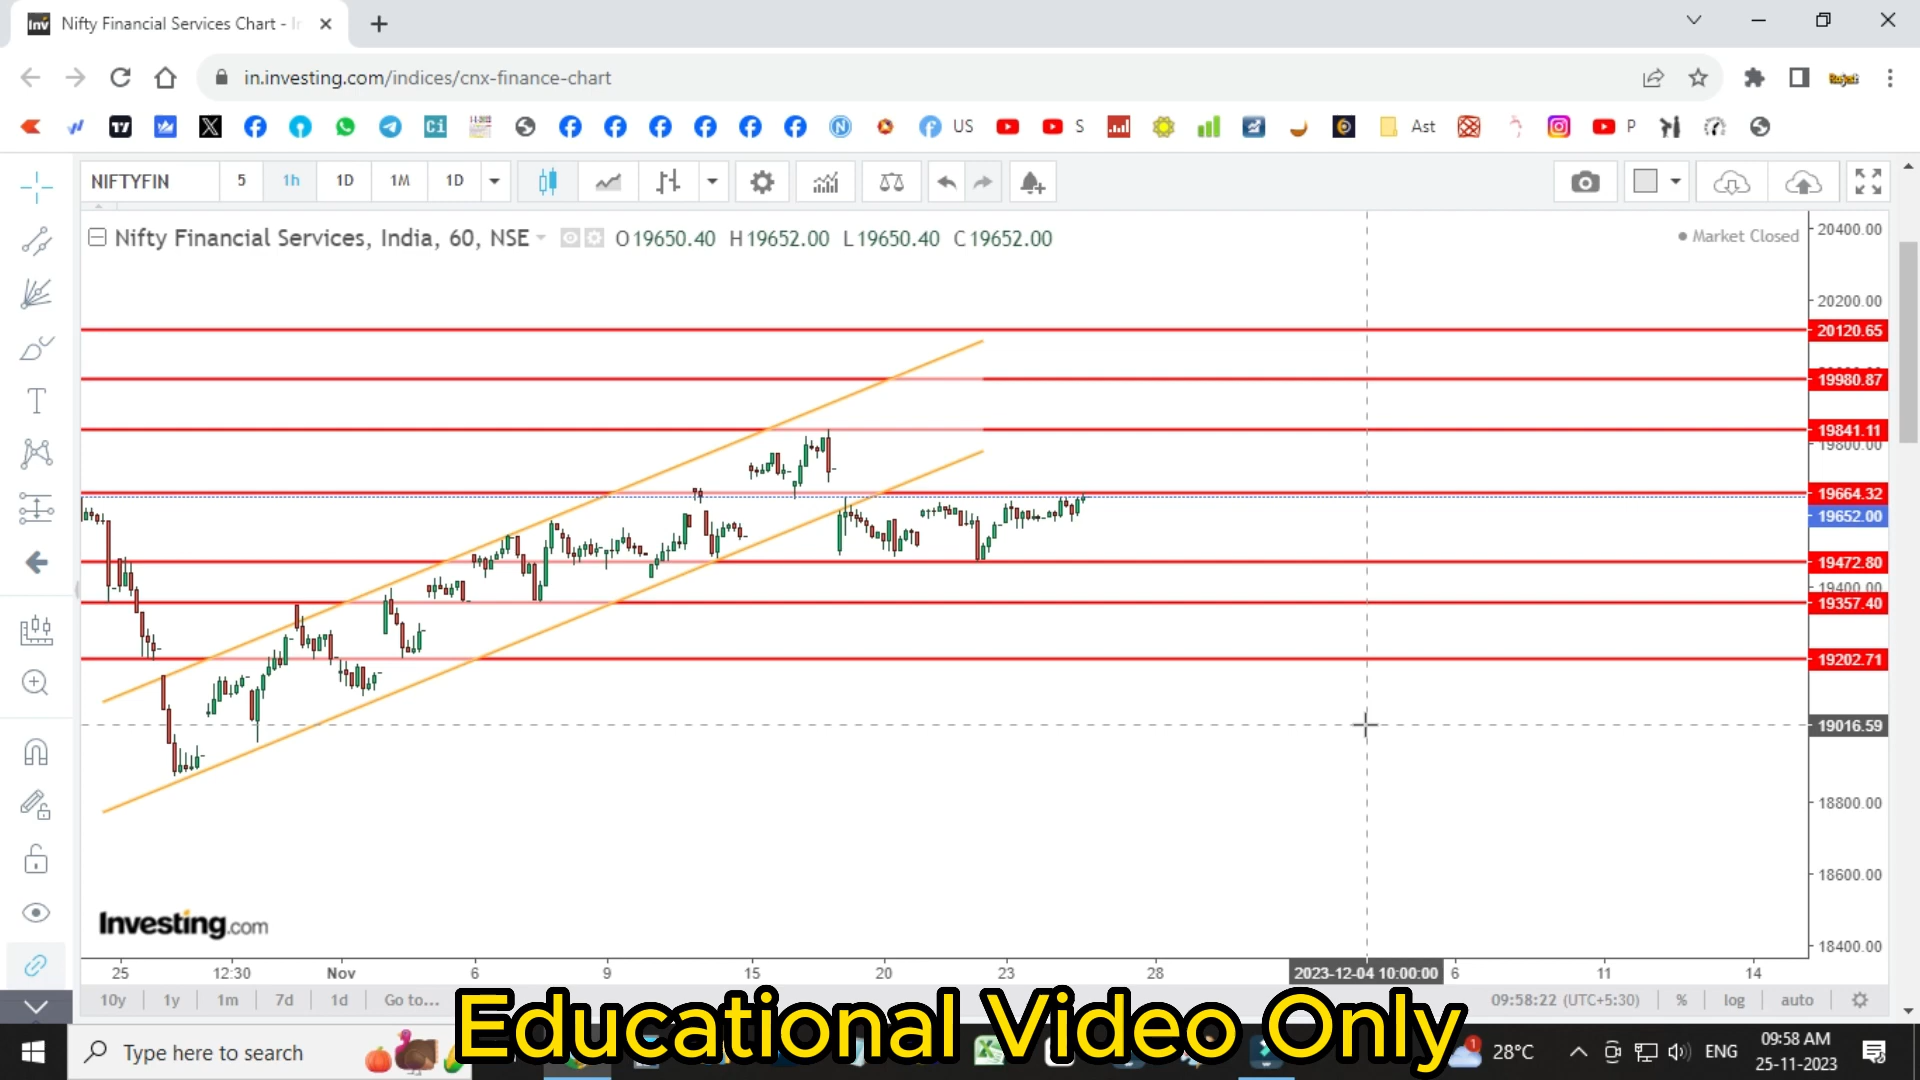 Nifty Financial Services Chart - In
in.investing.com/indices/cnx-finance-chart
US
S
Ast
P
NIFTYFIN 5 1h 1D 1M 1D
Nifty Financial Services, India, 60, NSE O19650.40 H19652.00 L19650.40 C19652.00
Market Closed
20400.00
20200.00
20120.65
19980.87
19841.11
19800.00
19664.32
19652.00
19472.80
19400.00
19357.40
19202.71
19016.59
18800.00
18600.00
18400.00
Investing.com
25 12:30 Nov 6 9 15 20 23 28 2023-12-04 10:00:00 6 11 14
10y 1y 1m 7d 1d Go to... 09:58:22 (UTC+5:30) % log auto
Educational Video Only
Type here to search
1
28°C
ENG
09:58 AM
25-11-2023